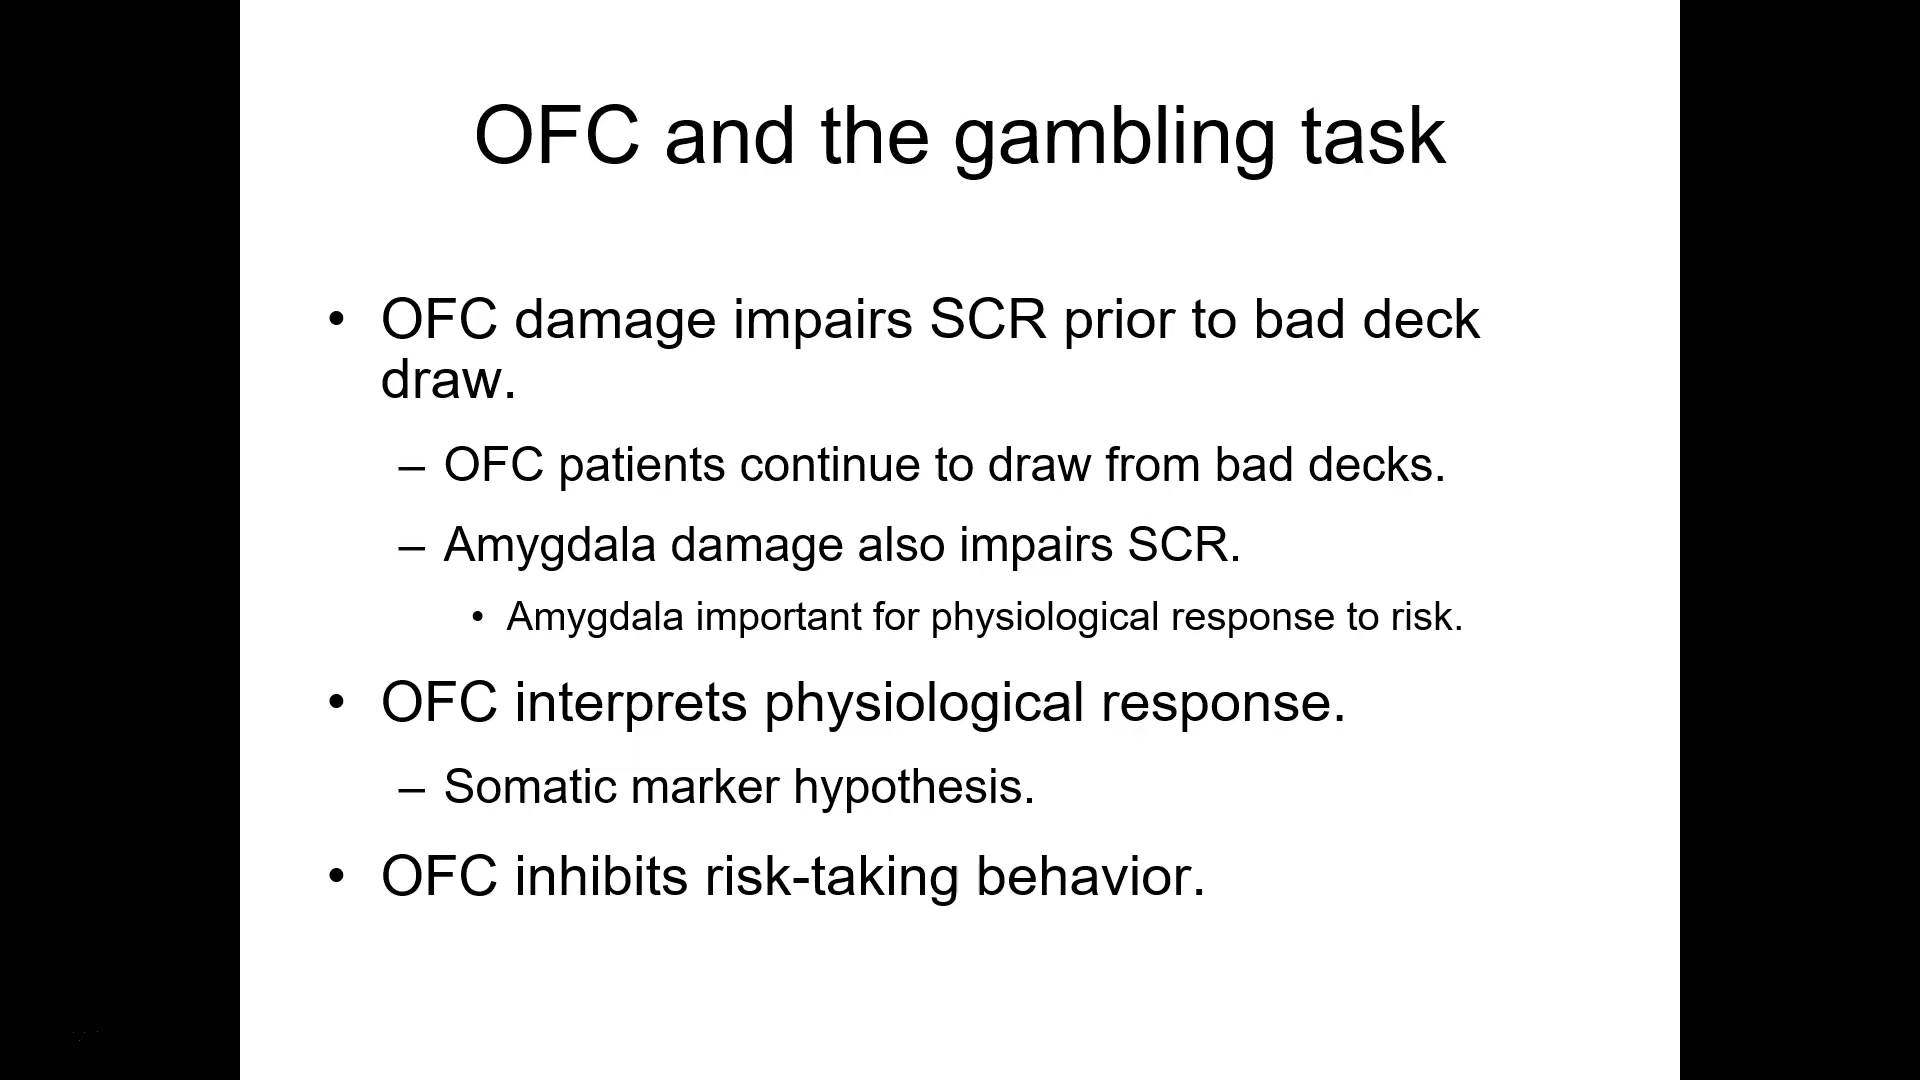 OFC and the gambling task
• OFC damage impairs SCR prior to bad deck
draw.
– OFC patients continue to draw from bad decks.
– Amygdala damage also impairs SCR.
• Amygdala important for physiological response to risk.
• OFC interprets physiological response.
– Somatic marker hypothesis.
• OFC inhibits risk-taking behavior.